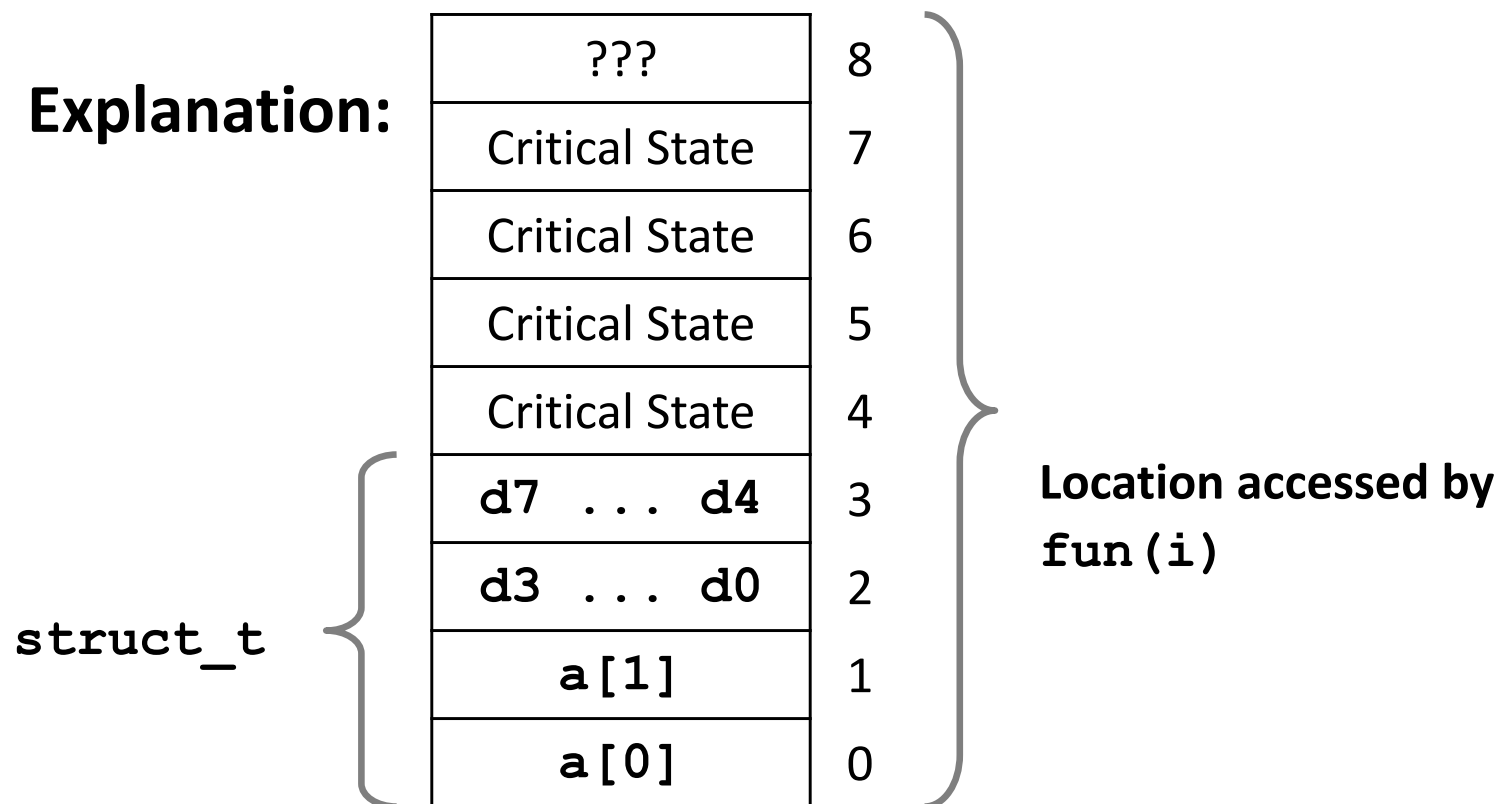 Explanation:
??? 8
Critical State 7
Critical State 6
Critical State 5
Critical State 4
d7 ... d4 3
d3 ... d0 2
a[1] 1
a[0] 0
struct_t
Location accessed by
fun(i)